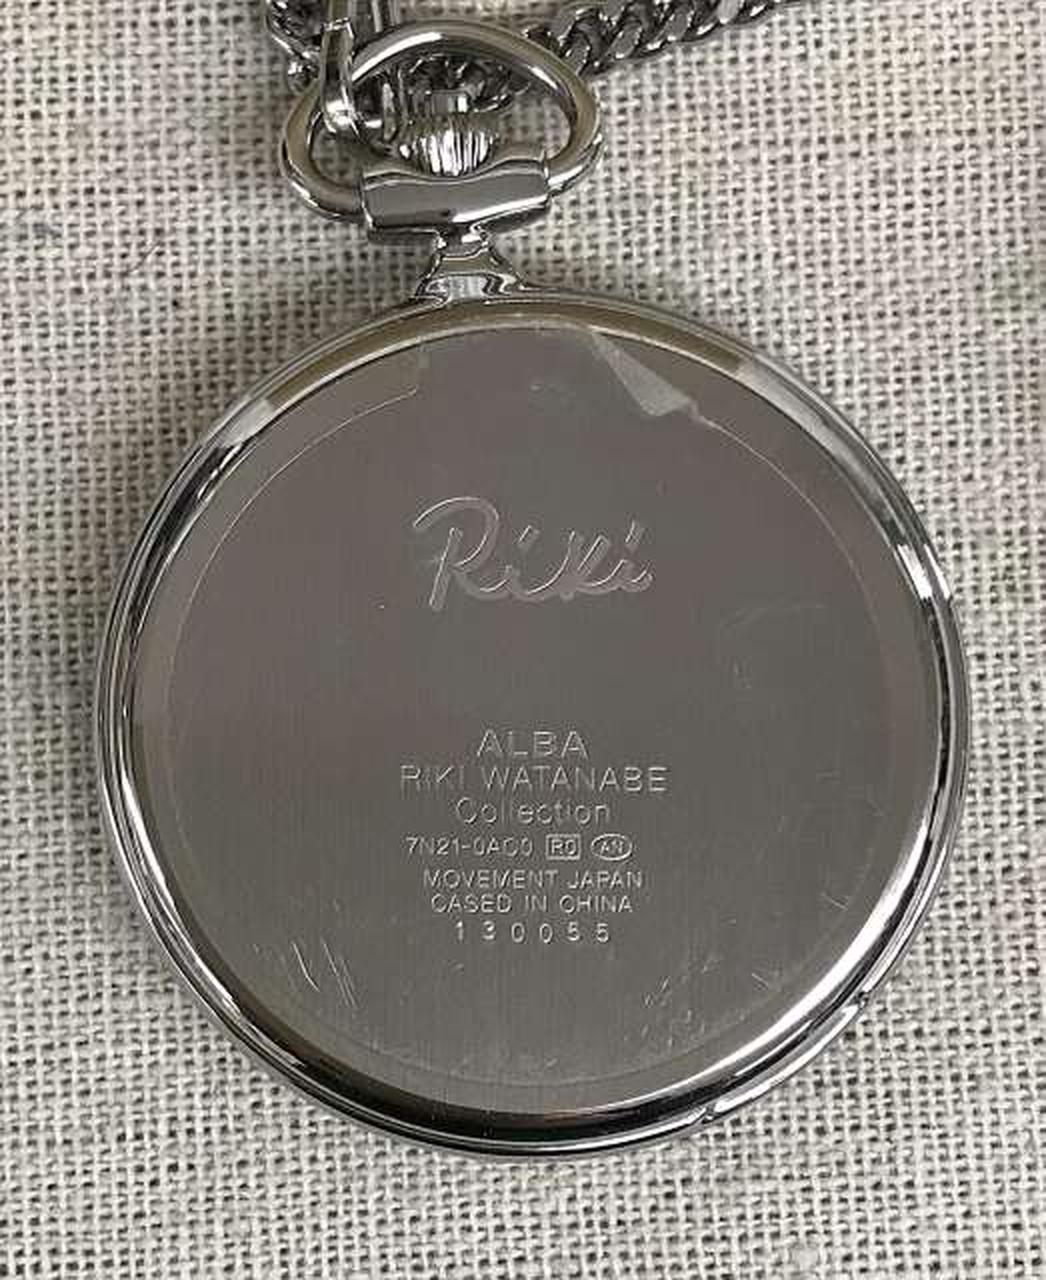 Riki
ALBA
RIKI WATANABE
Collection
7N21-0AC0 R0 AN
MOVEMENT JAPAN
CASED IN CHINA
130055